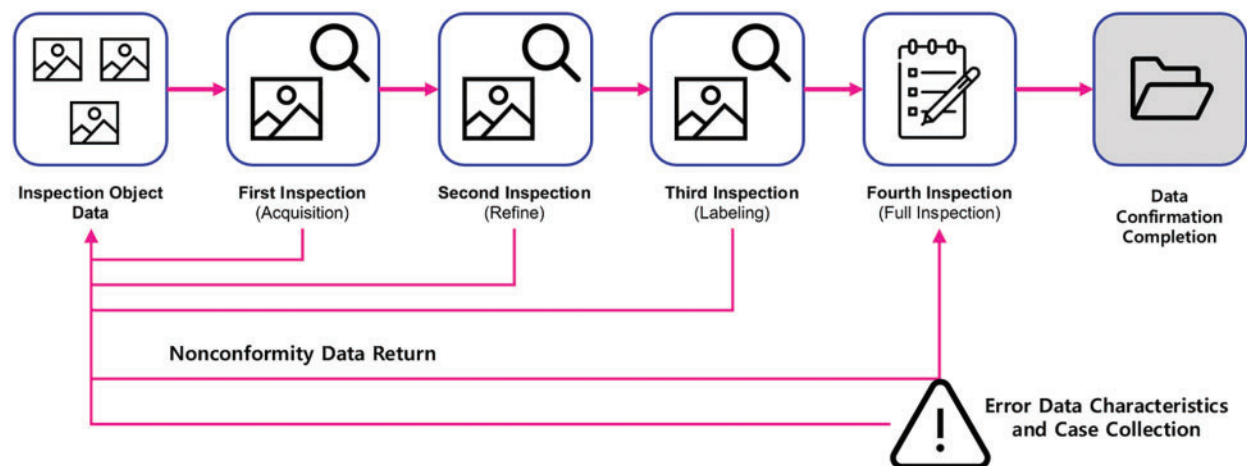 Inspection Object
Data
First Inspection
(Acquisition)
Second Inspection
(Refine)
Third Inspection
(Labeling)
Fourth Inspection
(Full Inspection)
Data
Confirmation
Completion
Nonconformity Data Return
Error Data Characteristics
and Case Collection